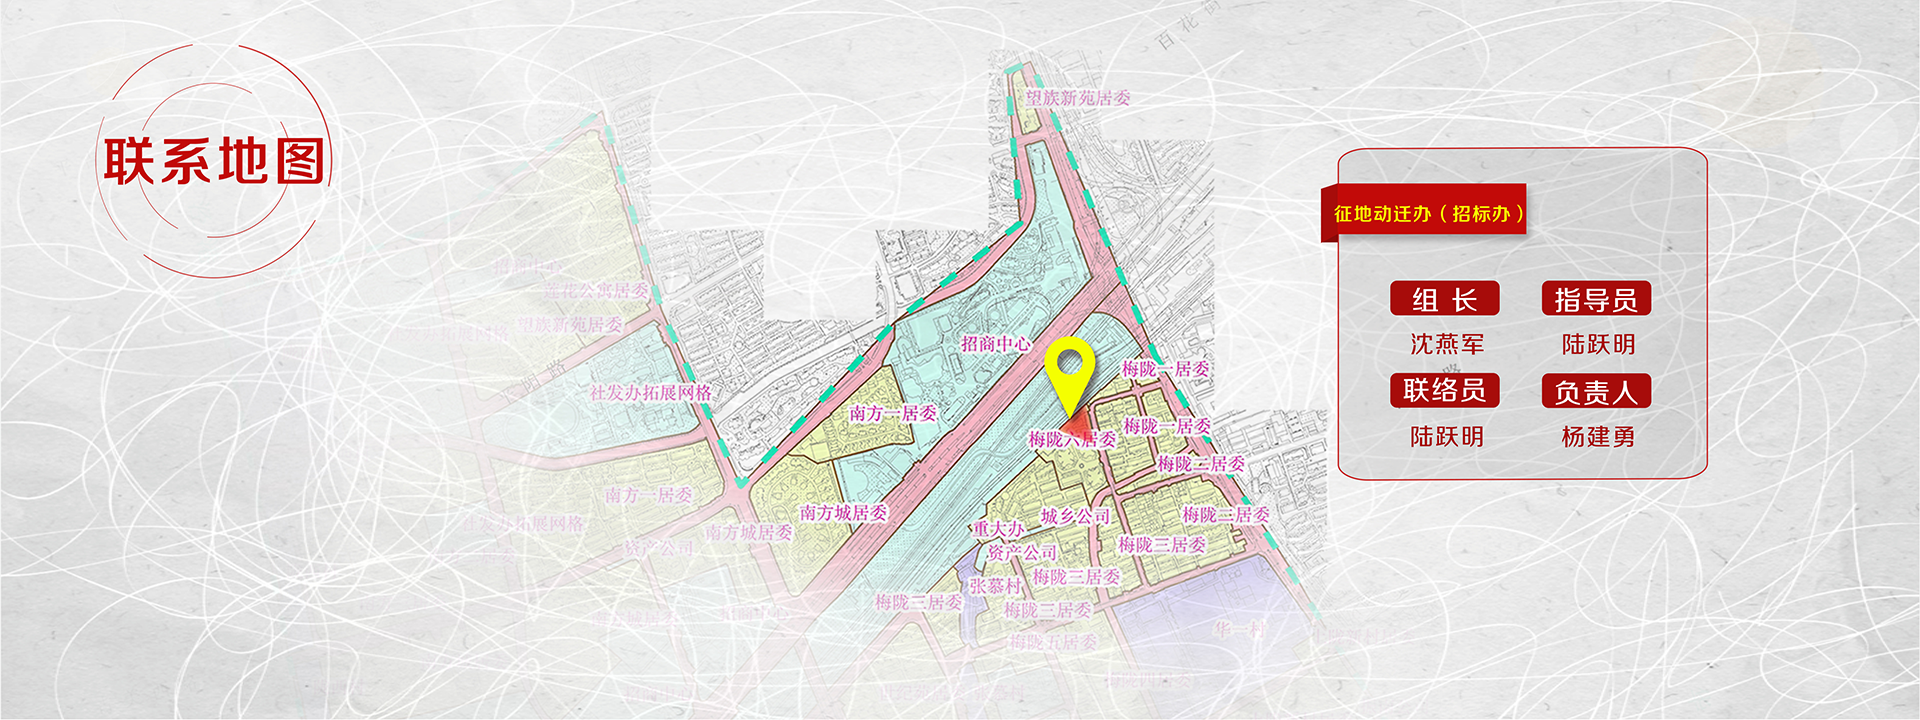 联系地图
百花街
望族新苑居委
招商中心
莲花公寓居委
望族新苑居委
社发办拓展网格
招商中心
梅陇一居委
南方一居委
梅陇六居委
梅陇一居委
梅陇二居委
南方一居委
社发办拓展网格
南方城居委
南方城居委
资产公司
重大办
城乡公司
梅陇二居委
资产公司
梅陇三居委
张慕村
梅陇三居委
梅陇三居委
梅陇三居委
梅陇五居委
华一村
征地动迁办（招标办）
组 长
指导员
沈燕军
陆跃明
联络员
负责人
陆跃明
杨建勇